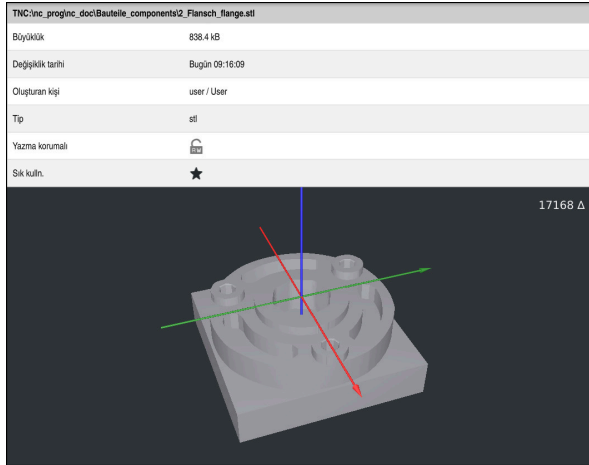 TNC:\nc_prog\nc_doc\Bauteile_components\2_Flansch_flange.stl
Büyüklük 838.4 kB
Değişiklik tarihi Bugün 09:16:09
Oluşturan kişi user / User
Tip stl
Yazma korumalı RW
Sık kulln.
17168 Δ